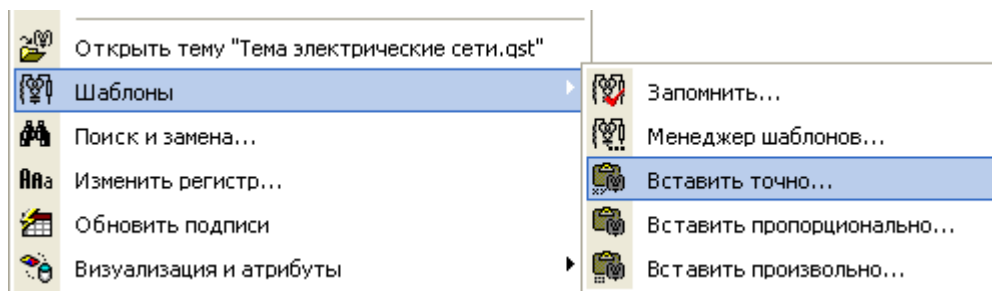 Открыть тему "Тема электрические сети.qst"
Шаблоны
Поиск и замена...
Изменить регистр...
Обновить подписи
Визуализация и атрибуты
Запомнить...
Менеджер шаблонов...
Вставить точно...
Вставить пропорционально...
Вставить произвольно...